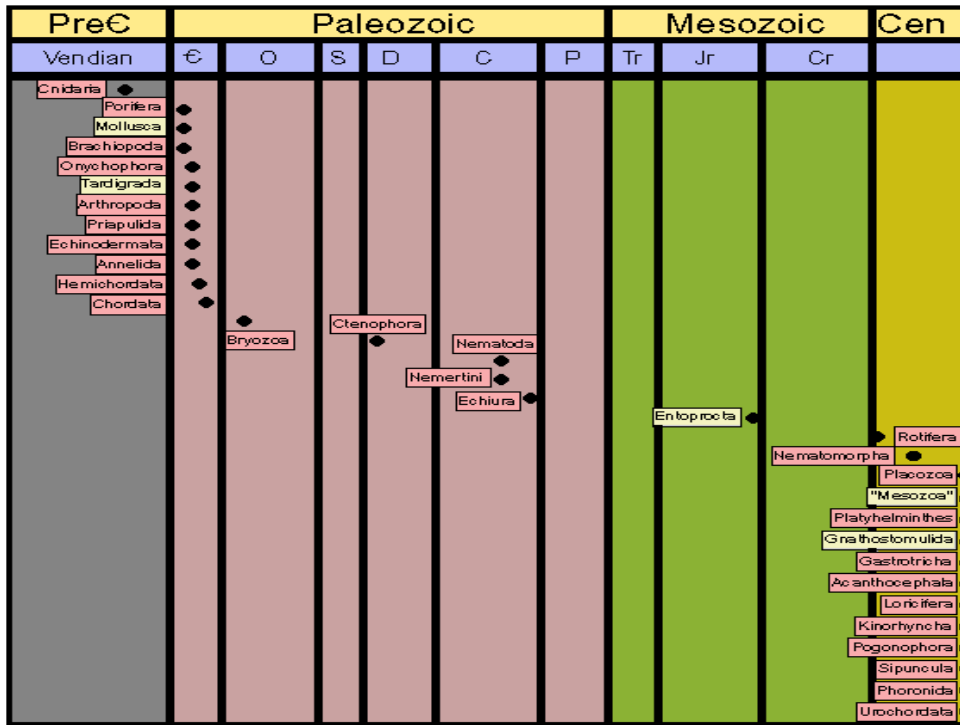 Pre€ Paleozoic Mesozoic Cen
Vendian € O S D C P Tr Jr Cr
Cnidaria
Porifera
Mollusca
Brachiopoda
Onychophora
Tardigrada
Arthropoda
Priapulida
Echinodermata
Annelida
Hemichordata
Chordata
Ctenophora
Bryozoa Nematoda
Nemertini
Echiura
Entoprocta
Rotifera
Nematomorpha
Placozoa
"Mesozoa"
Platyhelminthes
Gnathostomulida
Gastrotricha
Acanthocephala
Loricifera
Kinorhyncha
Pogonophora
Sipuncula
Phoronida
Urochordata